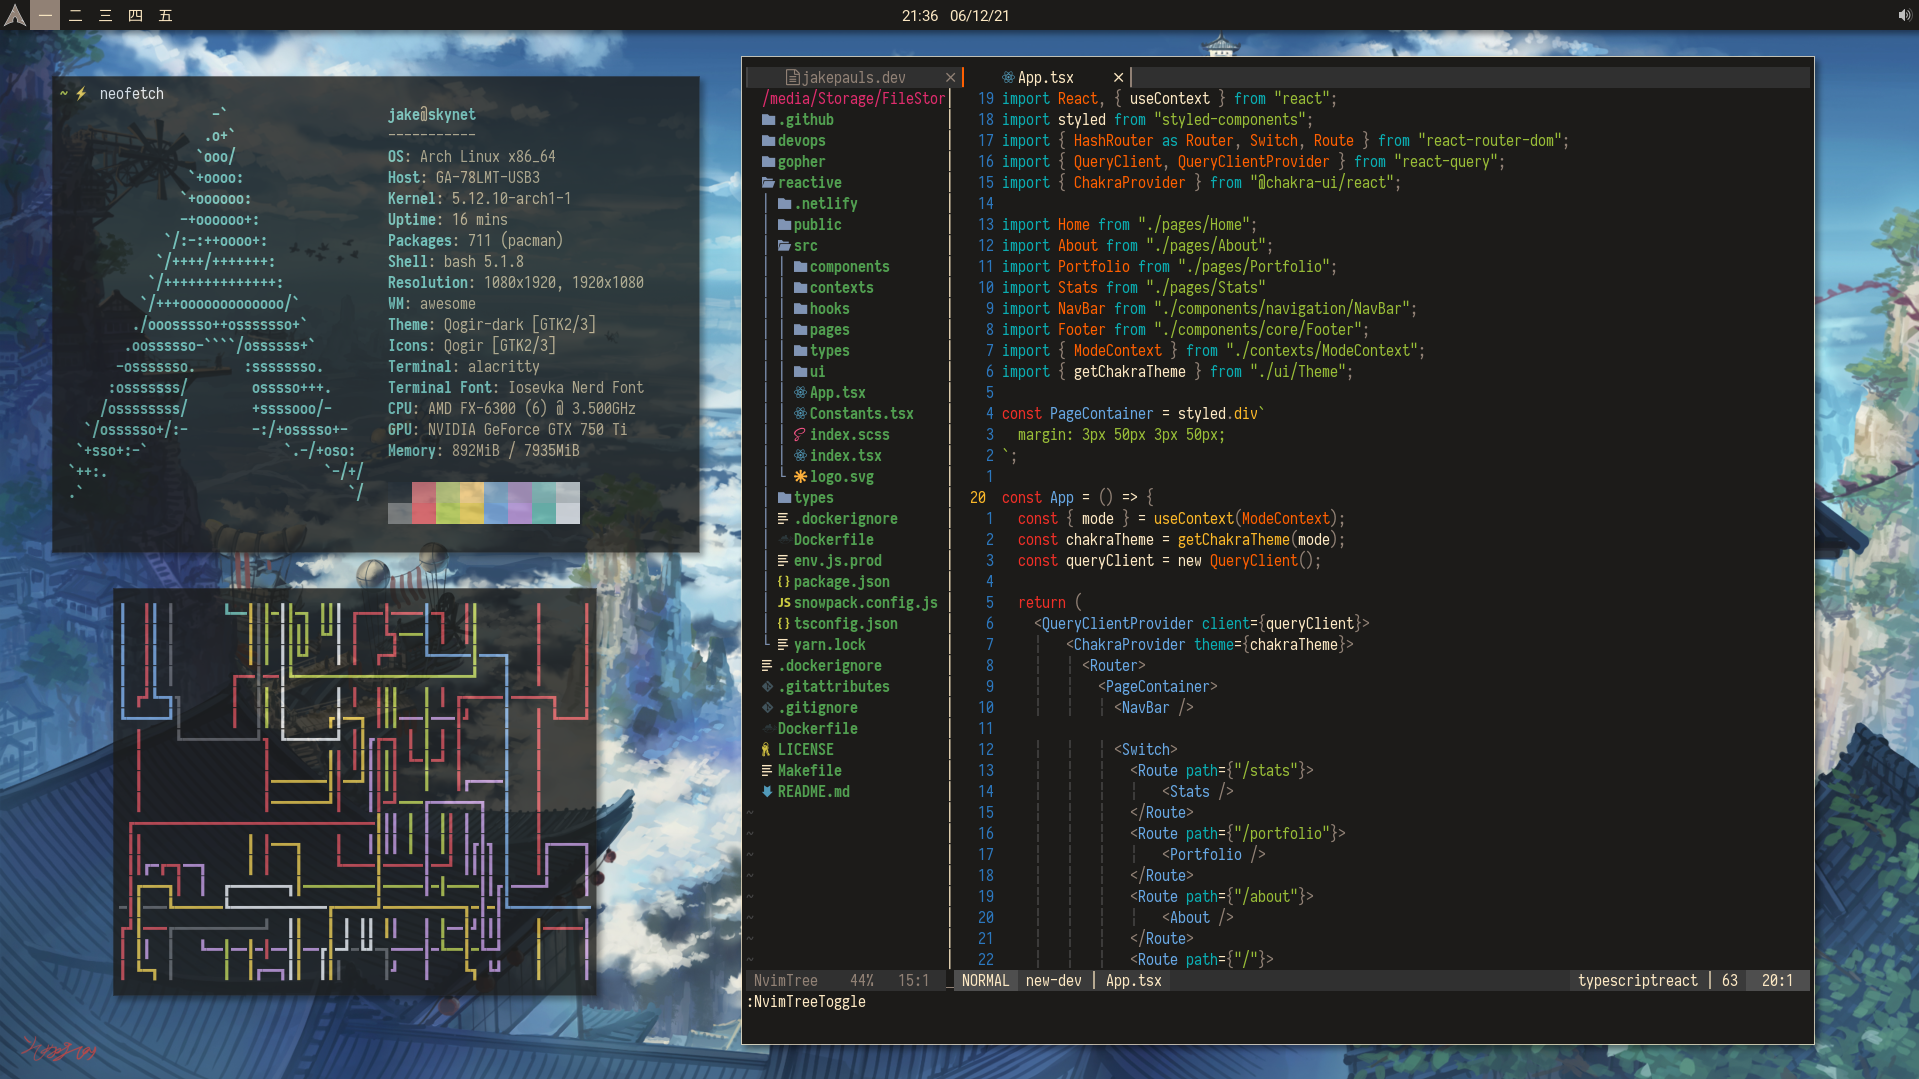 一 二 三 四 五
21:36 06/12/21
~ ⚡ neofetch
jake@skynet
-----------
OS: Arch Linux x86_64
Host: GA-78LMT-USB3
Kernel: 5.12.10-arch1-1
Uptime: 16 mins
Packages: 711 (pacman)
Shell: bash 5.1.8
Resolution: 1080x1920, 1920x1080
WM: awesome
Theme: Qogir-dark [GTK2/3]
Icons: Qogir [GTK2/3]
Terminal: alacritty
Terminal Font: Iosevka Nerd Font
CPU: AMD FX-6300 (6) @ 3.500GHz
GPU: NVIDIA GeForce GTX 750 Ti
Memory: 892MiB / 7935MiB
jakepauls.dev
App.tsx
/media/Storage/FileStor
.github
devops
gopher
reactive
.netlify
public
src
components
contexts
hooks
pages
types
ui
App.tsx
Constants.tsx
index.scss
index.tsx
logo.svg
types
.dockerignore
Dockerfile
env.js.prod
package.json
snowpack.config.js
tsconfig.json
yarn.lock
.dockerignore
.gitattributes
.gitignore
Dockerfile
LICENSE
Makefile
README.md
19 import React, { useContext } from "react";
18 import styled from "styled-components";
17 import { HashRouter as Router, Switch, Route } from "react-router-dom";
16 import { QueryClient, QueryClientProvider } from "react-query";
15 import { ChakraProvider } from "@chakra-ui/react";
14
13 import Home from "./pages/Home";
12 import About from "./pages/About";
11 import Portfolio from "./pages/Portfolio";
10 import Stats from "./pages/Stats"
9 import NavBar from "./components/navigation/NavBar";
8 import Footer from "./components/core/Footer";
7 import { ModeContext } from "./contexts/ModeContext";
6 import { getChakraTheme } from "./ui/Theme";
5
4 const PageContainer = styled.div`
3 margin: 3px 50px 3px 50px;
2 `;
1
20 const App = () => {
1 const { mode } = useContext(ModeContext);
2 const chakraTheme = getChakraTheme(mode);
3 const queryClient = new QueryClient();
4
5 return (
6 <QueryClientProvider client={queryClient}>
7 <ChakraProvider theme={chakraTheme}>
8 <Router>
9 <PageContainer>
10 <NavBar />
11
12 <Switch>
13 <Route path={"/stats"}>
14 <Stats />
15 </Route>
16 <Route path={"/portfolio"}>
17 <Portfolio />
18 </Route>
19 <Route path={"/about"}>
20 <About />
21 </Route>
22 <Route path={"/"}>
NvimTree 44% 15:1
NORMAL new-dev | App.tsx
typescriptreact | 63 20:1
:NvimTreeToggle